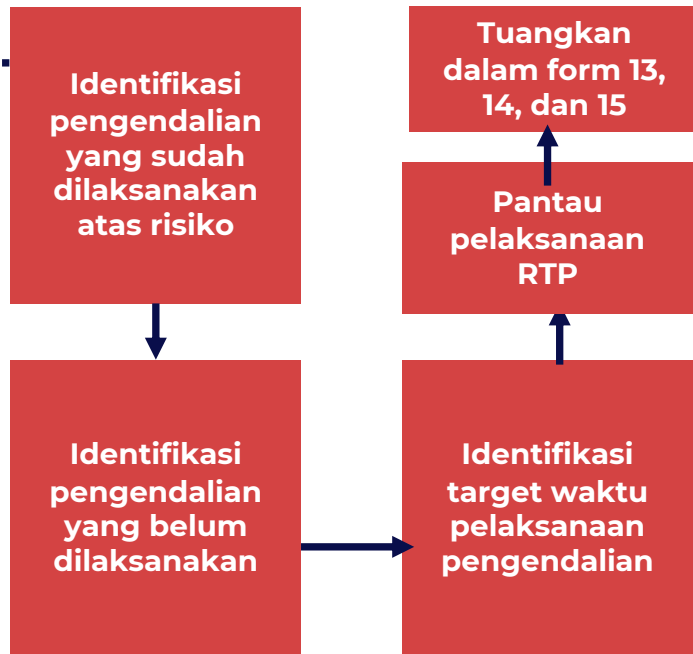 Identifikasi
pengendalian
yang sudah
dilaksanakan
atas risiko
Identifikasi
pengendalian
yang belum
dilaksanakan
Identifikasi
target waktu
pelaksanaan
pengendalian
Pantau
pelaksanaan
RTP
Tuangkan
dalam form 13,
14, dan 15